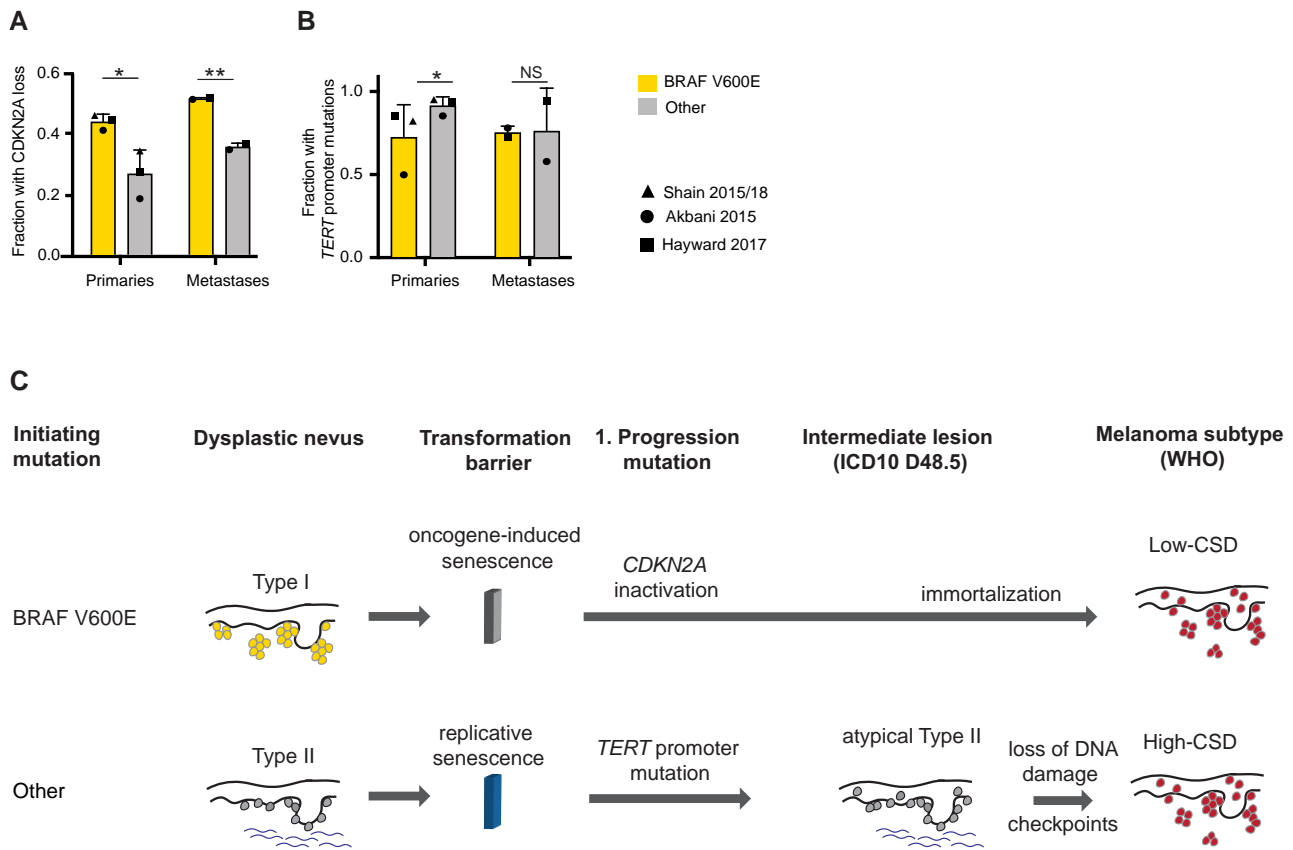 A
B
Fraction with CDKN2A loss
0.6
0.4
0.2
0.0
*
**
Primaries
Metastases
Fraction with
TERT promoter mutations
1.0
0.5
0.0
*
NS
Primaries
Metastases
BRAF V600E
Other
Shain 2015/18
Akbani 2015
Hayward 2017
C
Initiating
mutation
Dysplastic nevus
Transformation
barrier
1. Progression
mutation
Intermediate lesion
(ICD10 D48.5)
Melanoma subtype
(WHO)
BRAF V600E
Type I
oncogene-induced
senescence
CDKN2A
inactivation
immortalization
Low-CSD
Other
Type II
replicative
senescence
TERT promoter
mutation
atypical Type II
loss of DNA
damage
checkpoints
High-CSD